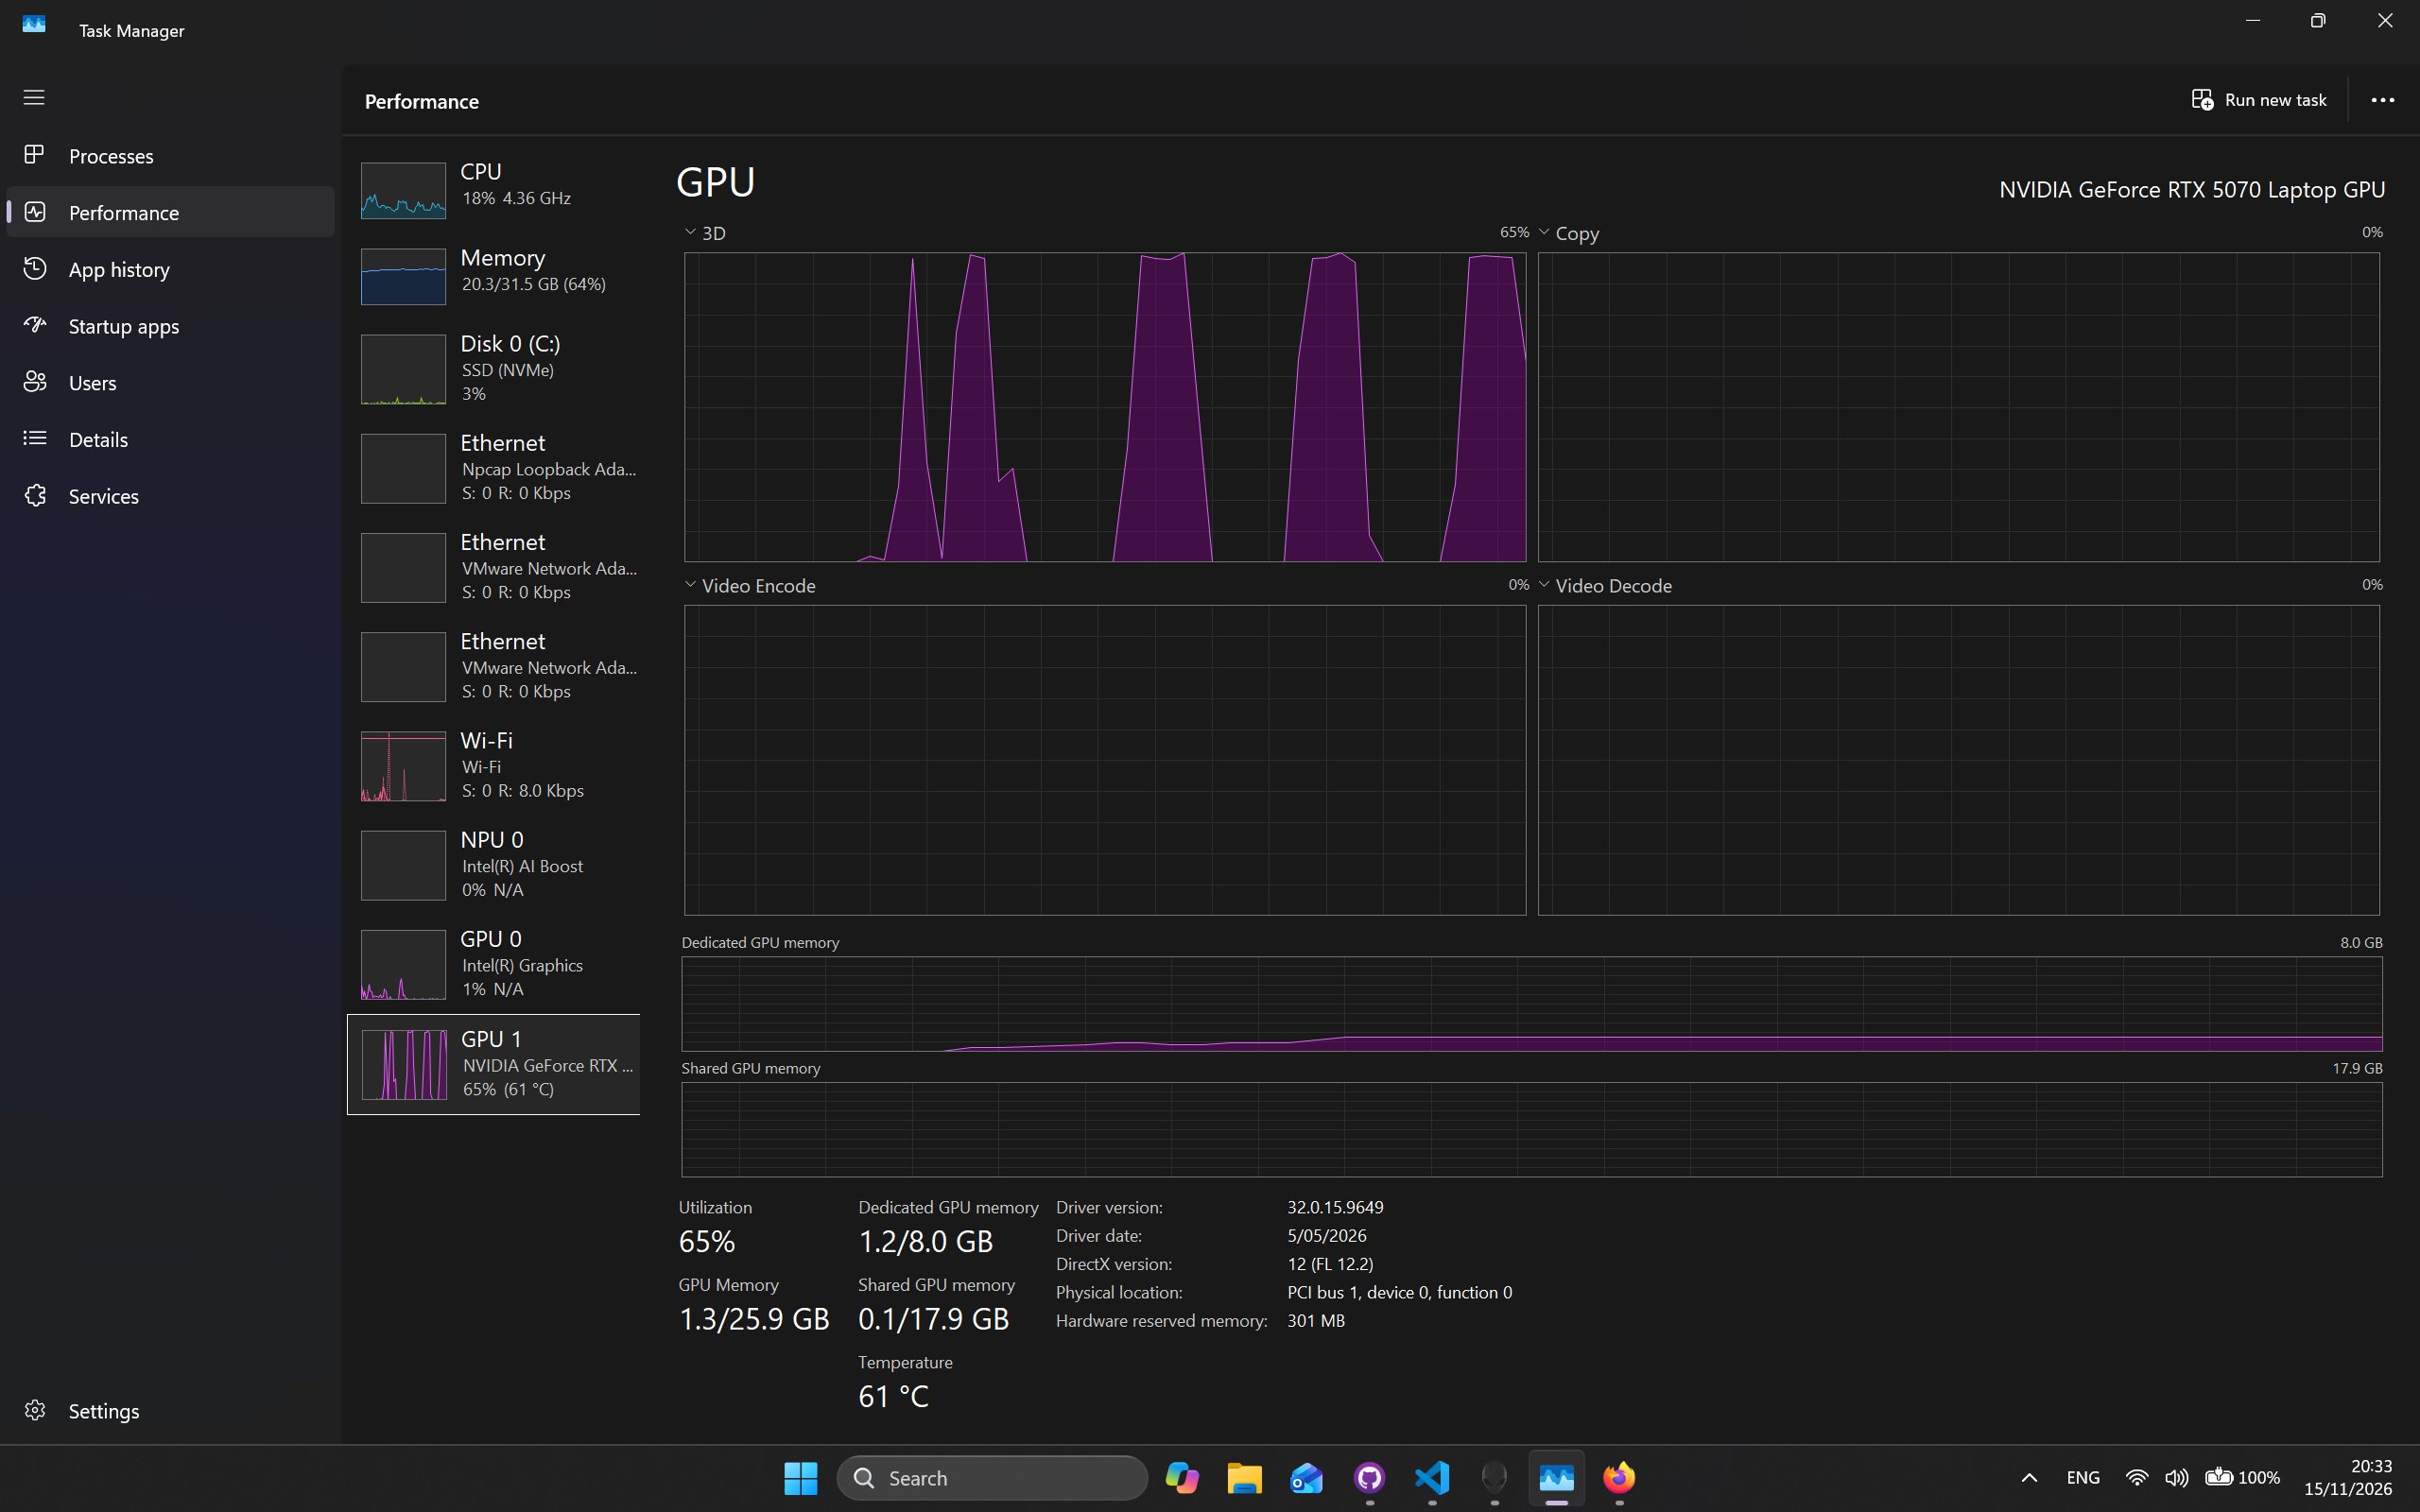 Task Manager
Processes
Performance
App history
Startup apps
Users
Details
Services
Settings
Performance
Run new task
CPU
18% 4.36 GHz
Memory
20.3/31.5 GB (64%)
Disk 0 (C:)
SSD (NVMe)
3%
Ethernet
Npcap Loopback Ada...
S: 0 R: 0 Kbps
Ethernet
VMware Network Ada...
S: 0 R: 0 Kbps
Ethernet
VMware Network Ada...
S: 0 R: 0 Kbps
Wi-Fi
Wi-Fi
S: 0 R: 8.0 Kbps
NPU 0
Intel(R) AI Boost
0% N/A
GPU 0
Intel(R) Graphics
1% N/A
GPU 1
NVIDIA GeForce RTX ...
65% (61 °C)
GPU
NVIDIA GeForce RTX 5070 Laptop GPU
3D 65%
Copy 0%
Video Encode 0%
Video Decode 0%
Dedicated GPU memory 8.0 GB
Shared GPU memory 17.9 GB
Utilization
65%
GPU Memory
1.3/25.9 GB
Dedicated GPU memory
1.2/8.0 GB
Shared GPU memory
0.1/17.9 GB
Temperature
61 °C
Driver version: 32.0.15.9649
Driver date: 5/05/2026
DirectX version: 12 (FL 12.2)
Physical location: PCI bus 1, device 0, function 0
Hardware reserved memory: 301 MB
Search
ENG
100%
20:33
15/11/2026